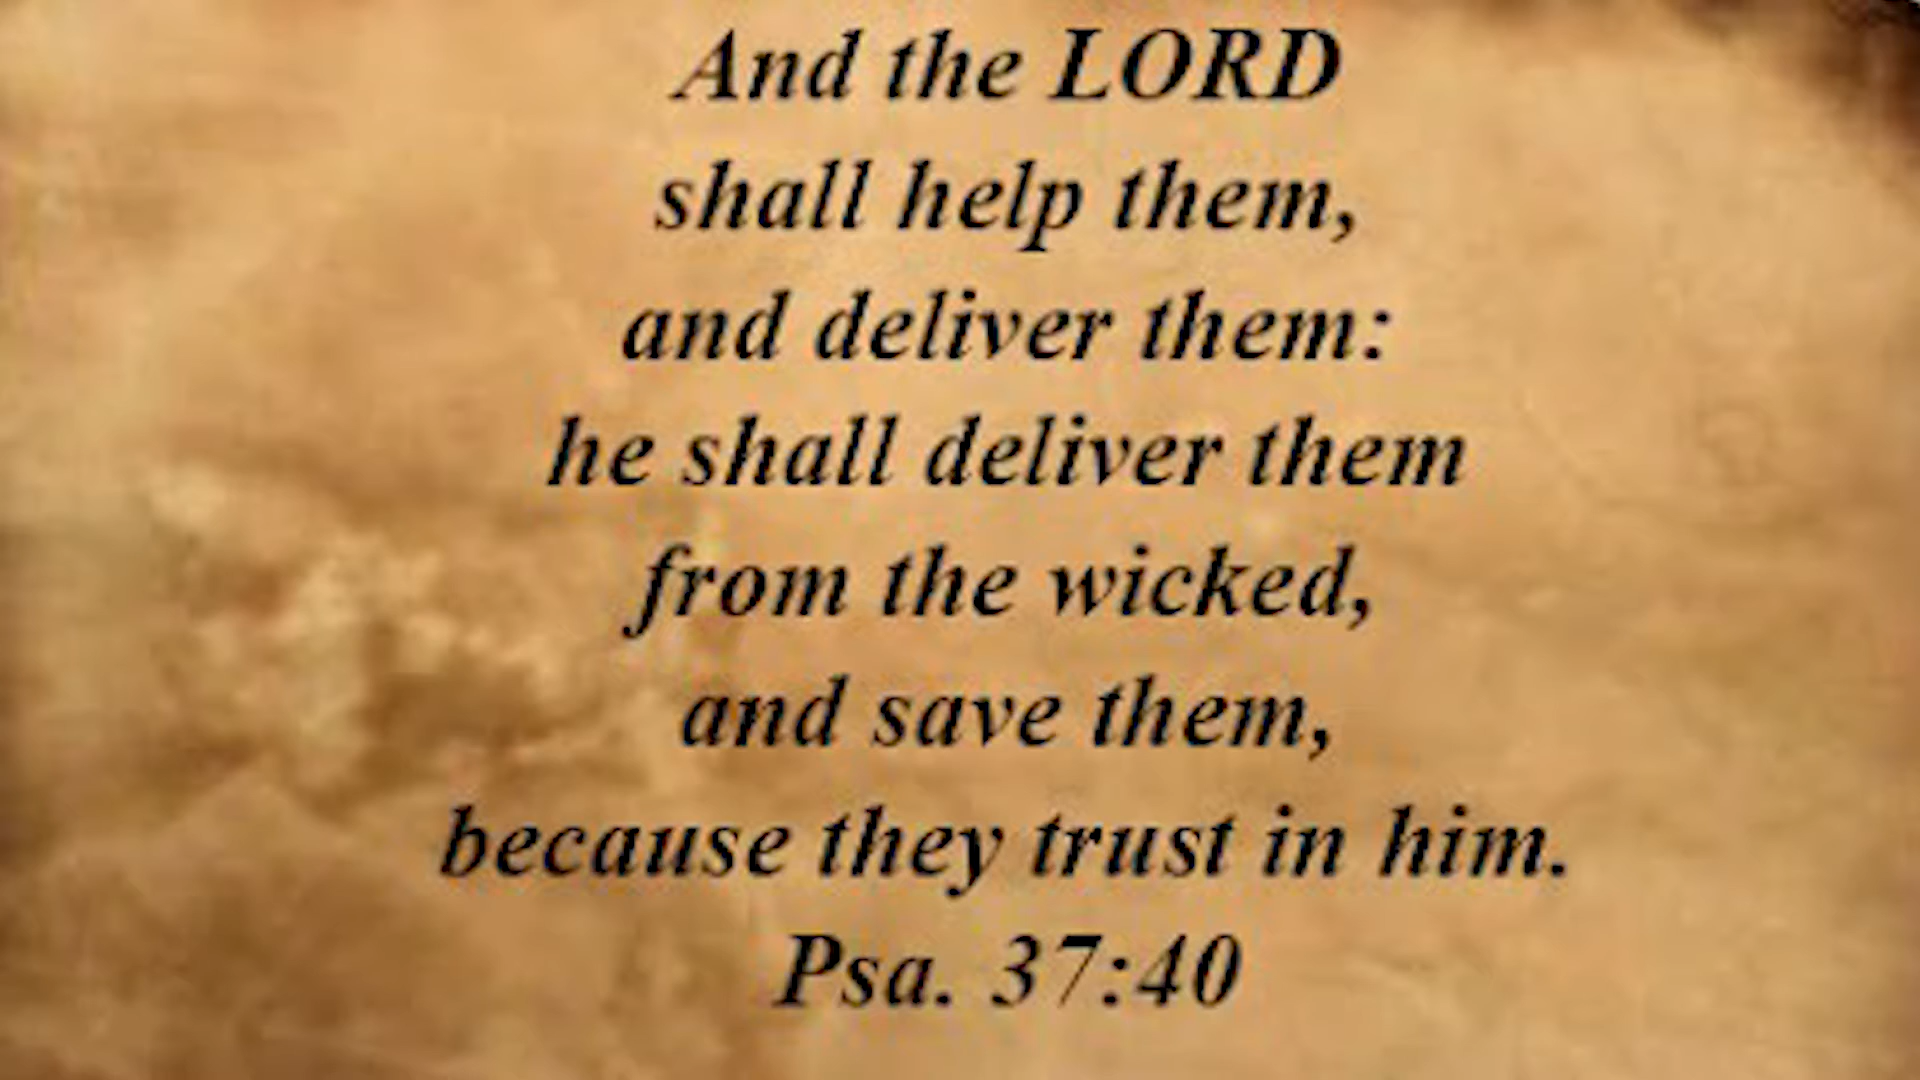 And the LORD
shall help them,
and deliver them:
he shall deliver them
from the wicked,
and save them,
because they trust in him.
Psa. 37:40